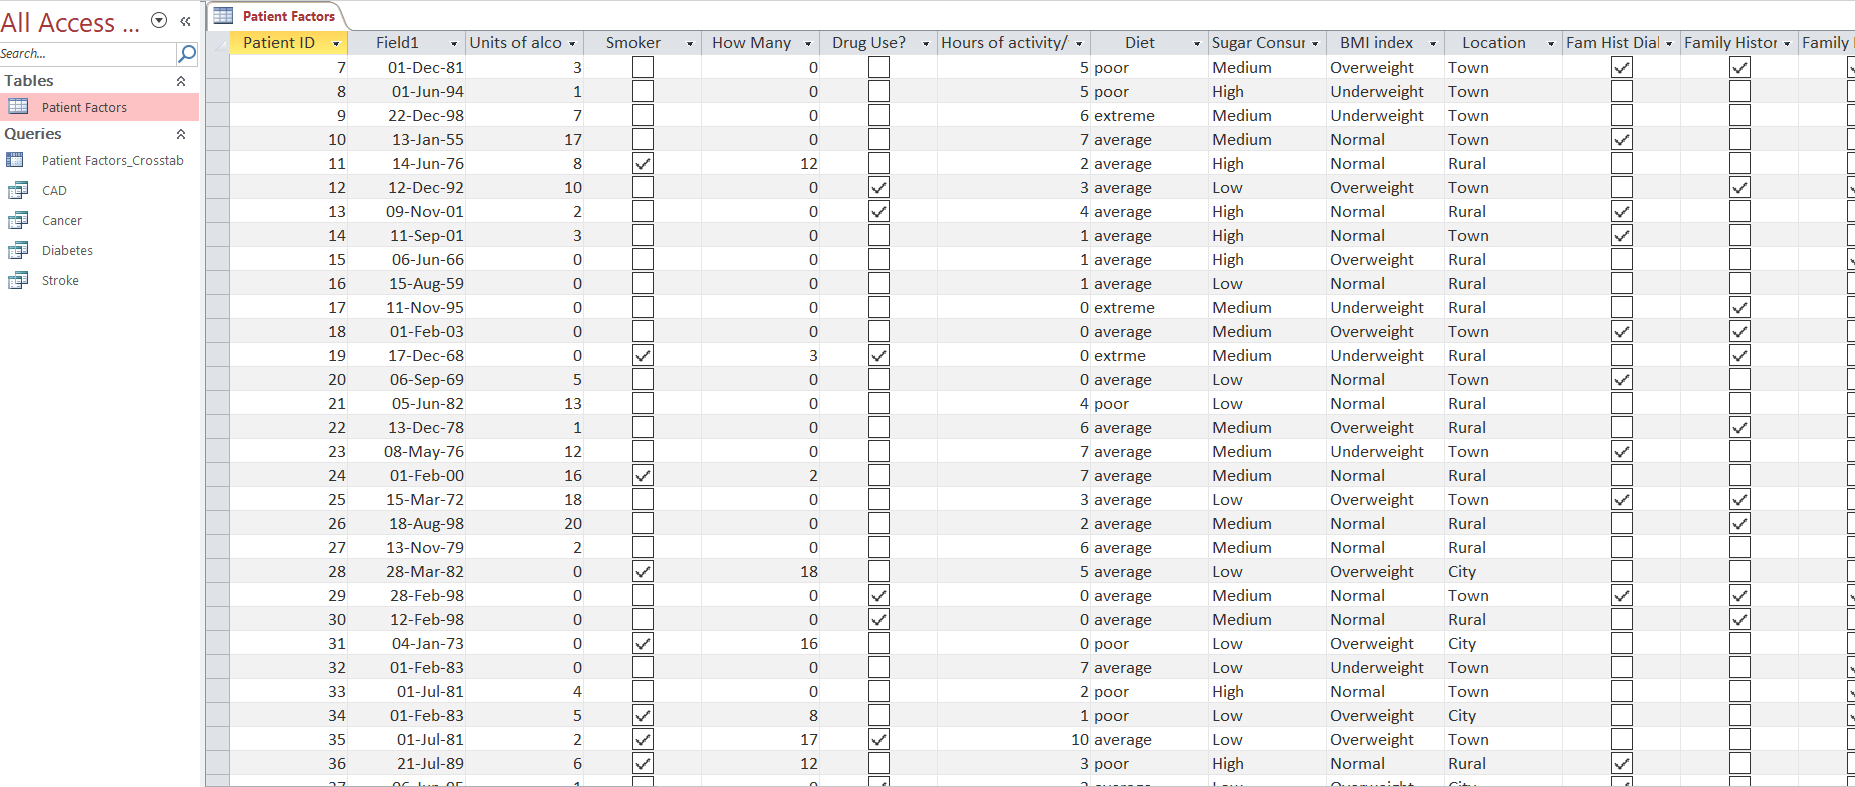 All Access ...
Search...
Tables
Patient Factors
Queries
Patient Factors_Crosstab
CAD
Cancer
Diabetes
Stroke
Patient Factors
Patient ID Field1 Units of alco Smoker How Many Drug Use? Hours of activity/ Diet Sugar Consur BMI index Location Fam Hist Dial Family Histor Family
7 01-Dec-81 3 0 5 poor Medium Overweight Town
8 01-Jun-94 1 0 5 poor High Underweight Town
9 22-Dec-98 7 0 6 extreme Medium Underweight Town
10 13-Jan-55 17 0 7 average Medium Normal Town
11 14-Jun-76 8 12 2 average High Normal Rural
12 12-Dec-92 10 0 3 average Low Overweight Town
13 09-Nov-01 2 0 4 average High Normal Rural
14 11-Sep-01 3 0 1 average High Normal Town
15 06-Jun-66 0 0 1 average High Overweight Rural
16 15-Aug-59 0 0 1 average Low Normal Rural
17 11-Nov-95 0 0 0 extreme Medium Underweight Rural
18 01-Feb-03 0 0 0 average Medium Overweight Town
19 17-Dec-68 0 3 0 extrme Medium Underweight Rural
20 06-Sep-69 5 0 0 average Low Normal Town
21 05-Jun-82 13 0 4 poor Low Normal Rural
22 13-Dec-78 1 0 6 average Medium Overweight Rural
23 08-May-76 12 0 7 average Medium Underweight Town
24 01-Feb-00 16 2 7 average Medium Normal Rural
25 15-Mar-72 18 0 3 average Low Overweight Town
26 18-Aug-98 20 0 2 average Medium Normal Rural
27 13-Nov-79 2 0 6 average Medium Normal Rural
28 28-Mar-82 0 18 5 average Low Overweight City
29 28-Feb-98 0 0 0 average Medium Normal Town
30 12-Feb-98 0 0 0 average Medium Normal Rural
31 04-Jan-73 0 16 0 poor Low Overweight City
32 01-Feb-83 0 0 7 average Low Underweight Town
33 01-Jul-81 4 0 2 poor High Normal Town
34 01-Feb-83 5 8 1 poor Low Overweight City
35 01-Jul-81 2 17 10 average Low Overweight Town
36 21-Jul-89 6 12 3 poor High Normal Rural